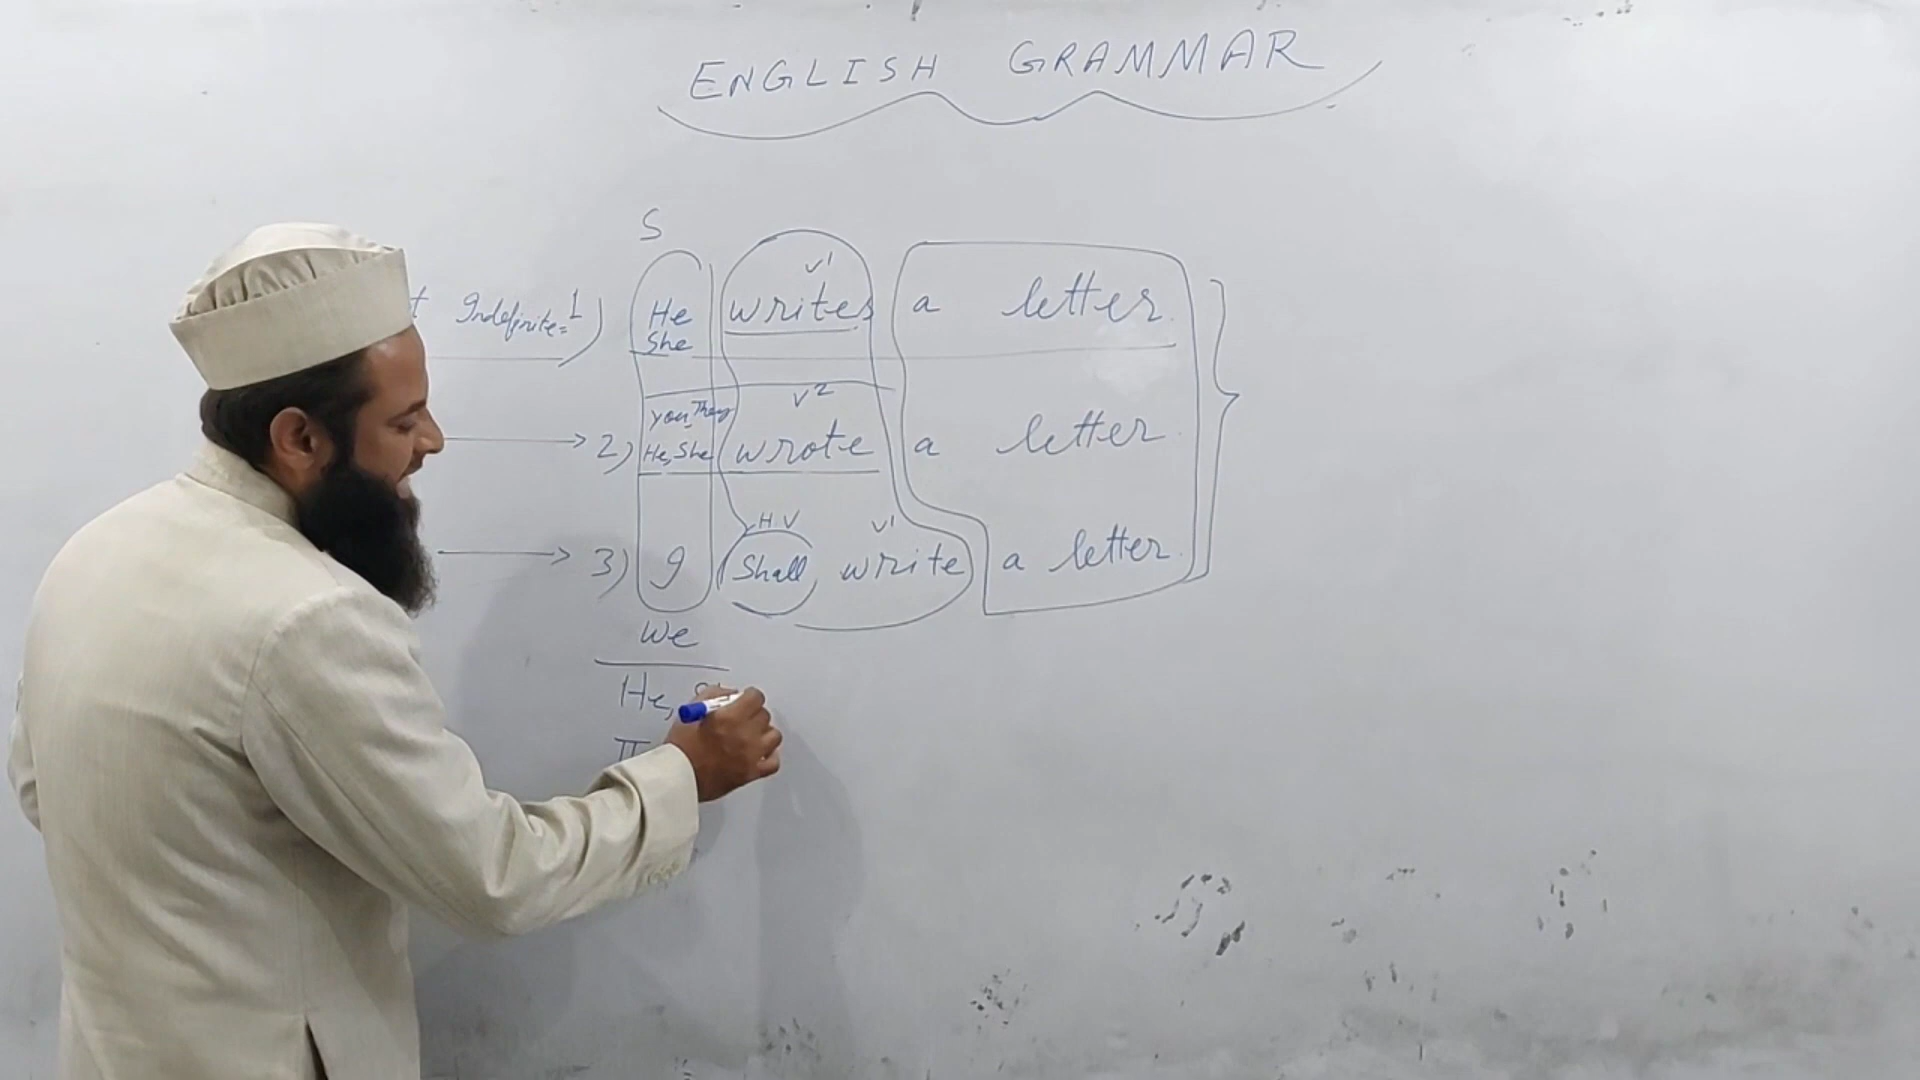 ENGLISH GRAMMAR
S
v1
Indefinite=1) He writes a letter.
She
v2
you, They
2) He, She wrote a letter.
H.V v1
3) I Shall write a letter.
we
He,